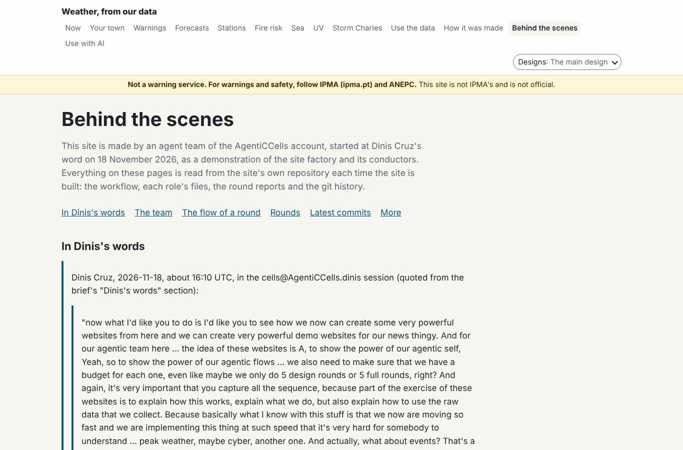 Weather, from our data
Now Your town Warnings Forecasts Stations Fire risk Sea UV Storm Charles Use the data How it was made Behind the scenes
Use with AI
Designs: The main design
Not a warning service. For warnings and safety, follow IPMA (ipma.pt) and ANEPC. This site is not IPMA's and is not official.
Behind the scenes
This site is made by an agent team of the AgentiCCells account, started at Dinis Cruz's
word on 18 November 2026, as a demonstration of the site factory and its conductors.
Everything on these pages is read from the site's own repository each time the site is
built: the workflow, each role's files, the round reports and the git history.
In Dinis's words The team The flow of a round Rounds Latest commits More
In Dinis's words
Dinis Cruz, 2026-11-18, about 16:10 UTC, in the cells@AgentiCCells.dinis session (quoted from the
brief's "Dinis's words" section):
"now what I'd like you to do is I'd like you to see how we now can create some very powerful
websites from here and we can create very powerful demo websites for our news thingy. And for
our agentic team here ... the idea of these websites is A, to show the power of our agentic self,
Yeah, so to show the power of our agentic flows ... we also need to make sure that we have a
budget for each one, even like maybe we only do 5 design rounds or 5 full rounds, right? And
again, it's very important that you capture all the sequence, because part of the exercise of these
websites is to explain how this works, explain what we do, but also explain how to use the raw
data that we collect. Because basically what I know with this stuff is that we now are moving so
fast and we are implementing this thing at such speed that it's very hard for somebody to
understand ... peak weather, maybe cyber, another one. And actually, what about events? That's a